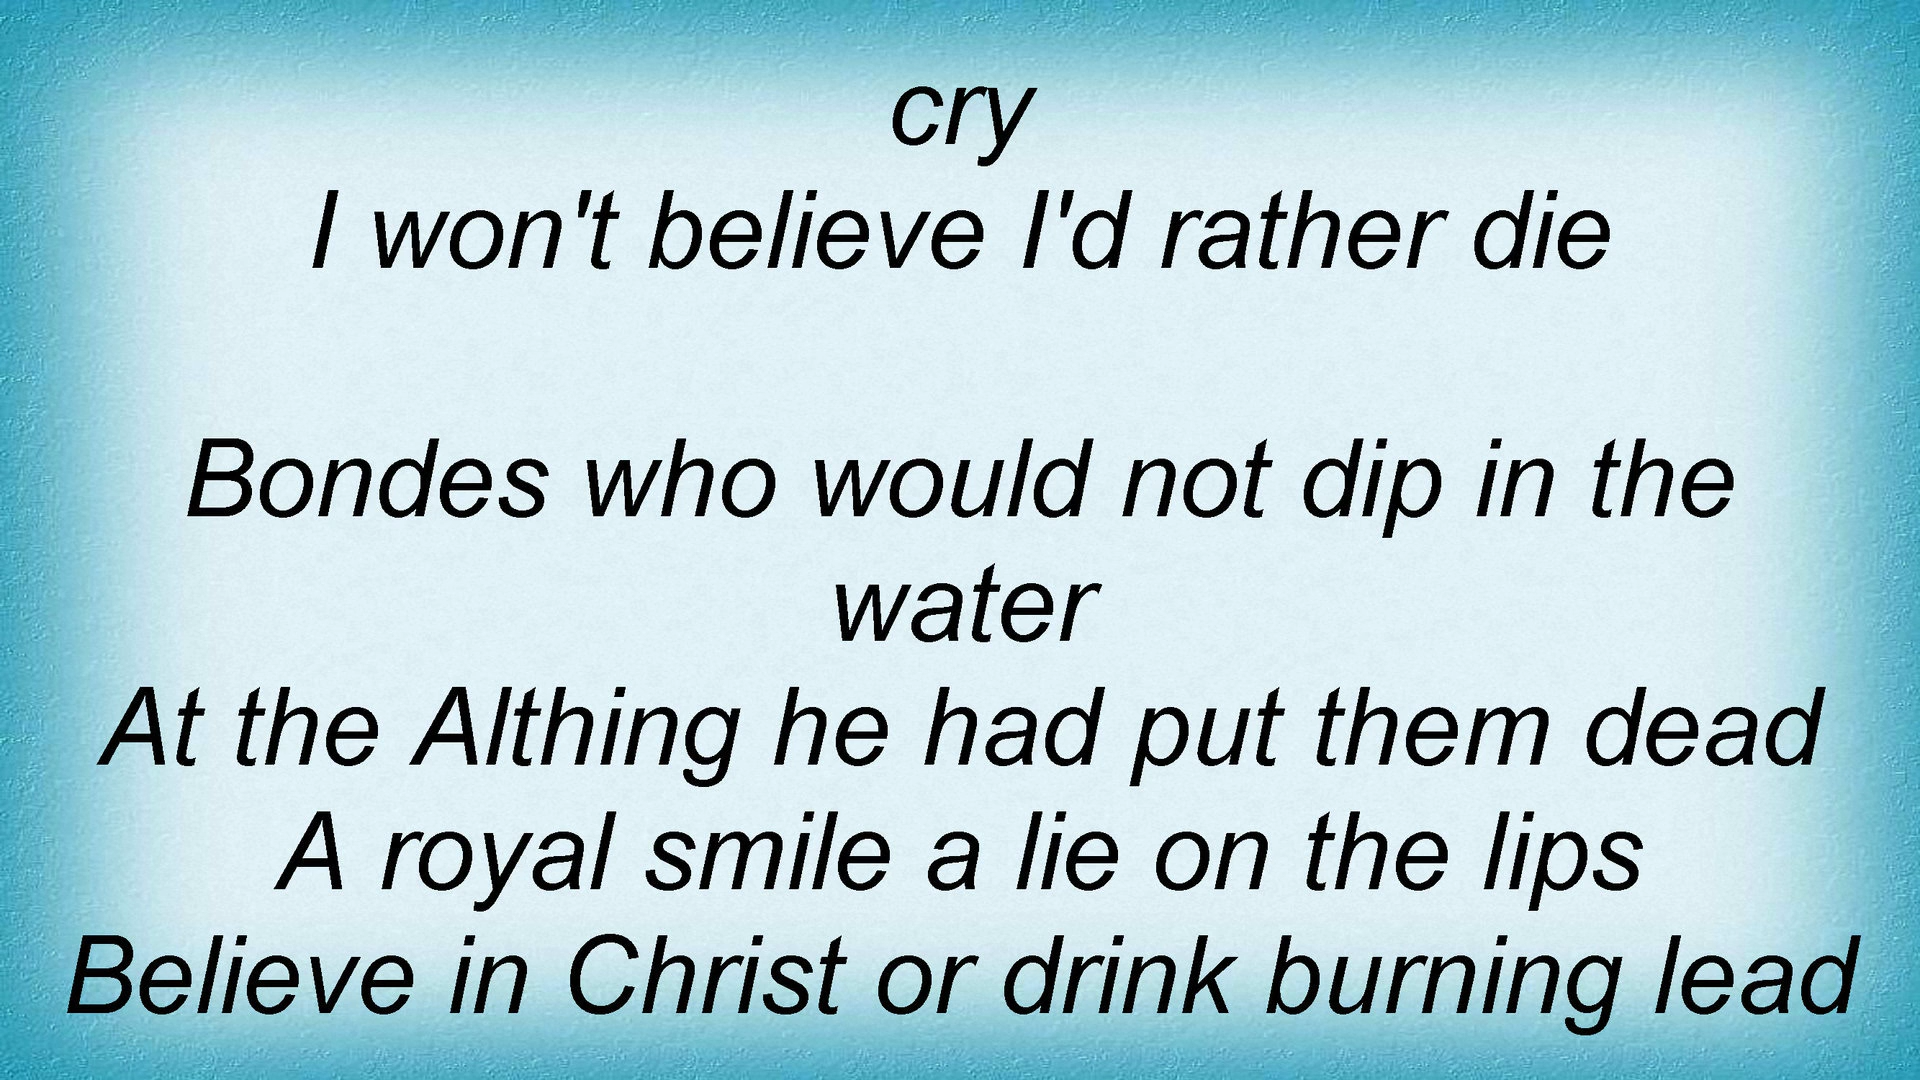 cry
I won't believe I'd rather die
Bondes who would not dip in the
water
At the Althing he had put them dead
A royal smile a lie on the lips
Believe in Christ or drink burning lead